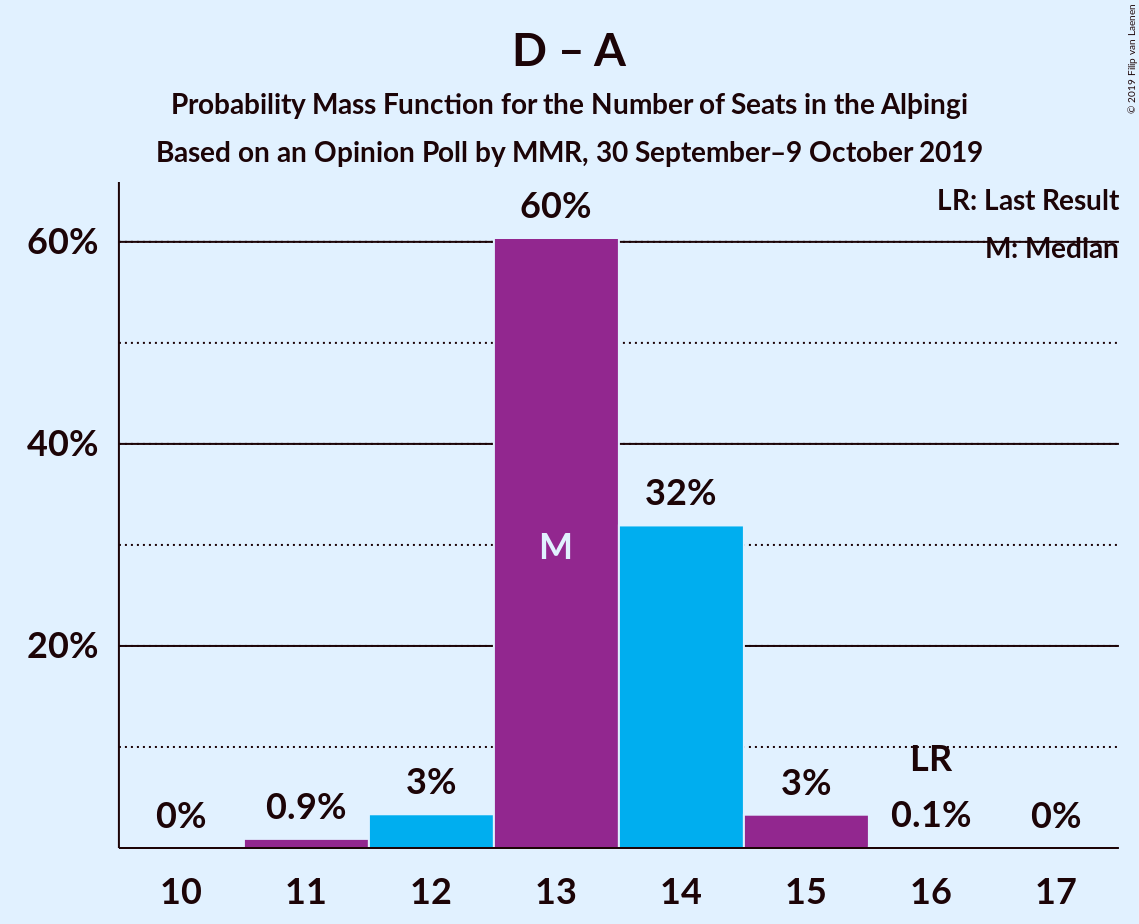 D – A
Probability Mass Function for the Number of Seats in the Alþingi
Based on an Opinion Poll by MMR, 30 September–9 October 2019
© 2019 Filip van Laenen
LR: Last Result
M: Median
60%
40%
20%
0%
0.9%
3%
60%
M
32%
3%
LR
0.1%
0%
10 11 12 13 14 15 16 17